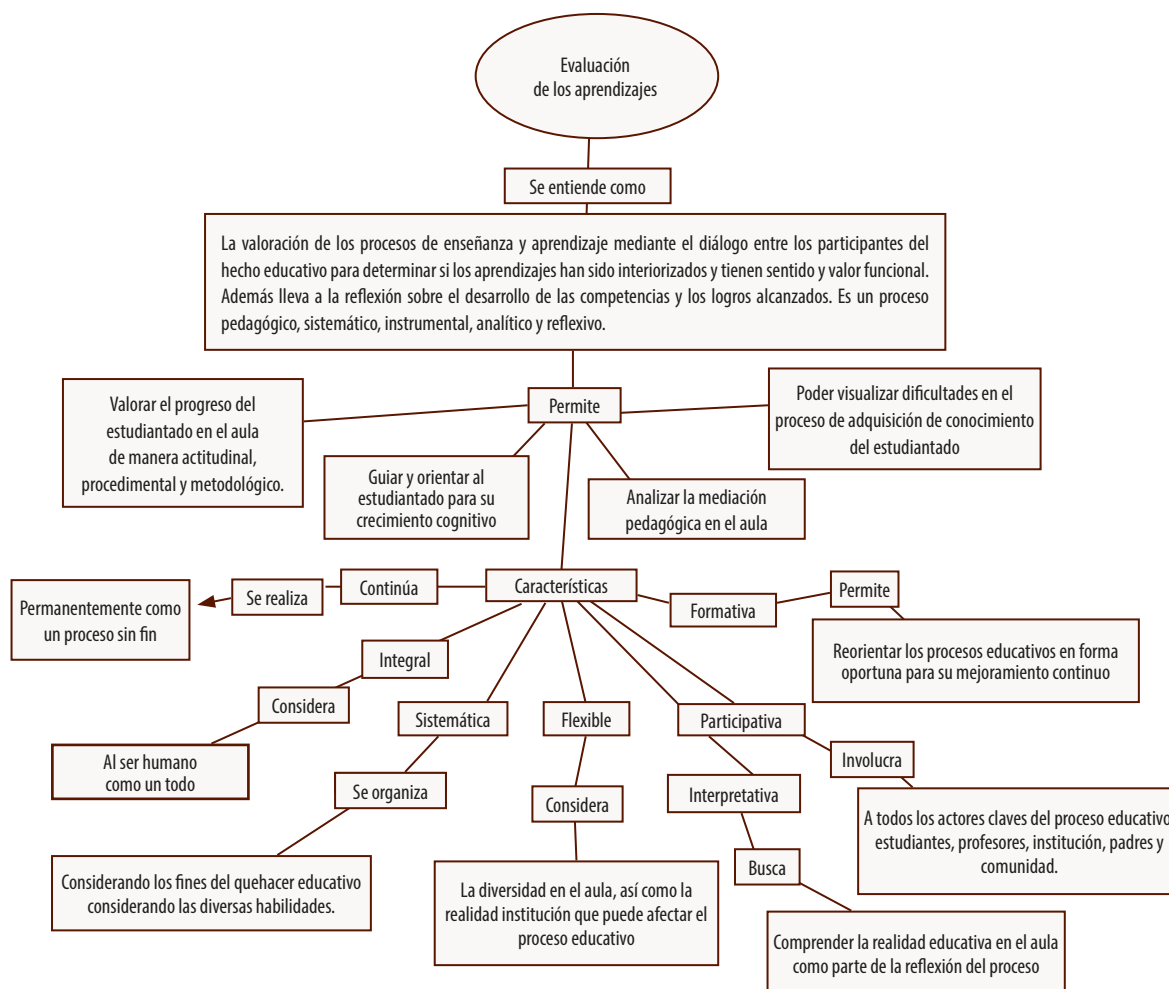 Evaluación
de los aprendizajes
Se entiende como
La valoración de los procesos de enseñanza y aprendizaje mediante el diálogo entre los participantes del
hecho educativo para determinar si los aprendizajes han sido interiorizados y tienen sentido y valor funcional.
Además lleva a la reflexión sobre el desarrollo de las competencias y los logros alcanzados. Es un proceso
pedagógico, sistemático, instrumental, analítico y reflexivo.
Permite
Valorar el progreso del
estudiantado en el aula
de manera actitudinal,
procedimental y metodológico.
Guiar y orientar al
estudiantado para su
crecimiento cognitivo
Analizar la mediación
pedagógica en el aula
Poder visualizar dificultades en el
proceso de adquisición de conocimiento
del estudiantado
Características
Continúa
Se realiza
Permanentemente como
un proceso sin fin
Integral
Considera
Al ser humano
como un todo
Sistemática
Se organiza
Considerando los fines del quehacer educativo
considerando las diversas habilidades.
Flexible
Considera
La diversidad en el aula, así como la
realidad institución que puede afectar el
proceso educativo
Interpretativa
Busca
Comprender la realidad educativa en el aula
como parte de la reflexión del proceso
Participativa
Involucra
A todos los actores claves del proceso educativo
estudiantes, profesores, institución, padres y
comunidad.
Formativa
Permite
Reorientar los procesos educativos en forma
oportuna para su mejoramiento continuo